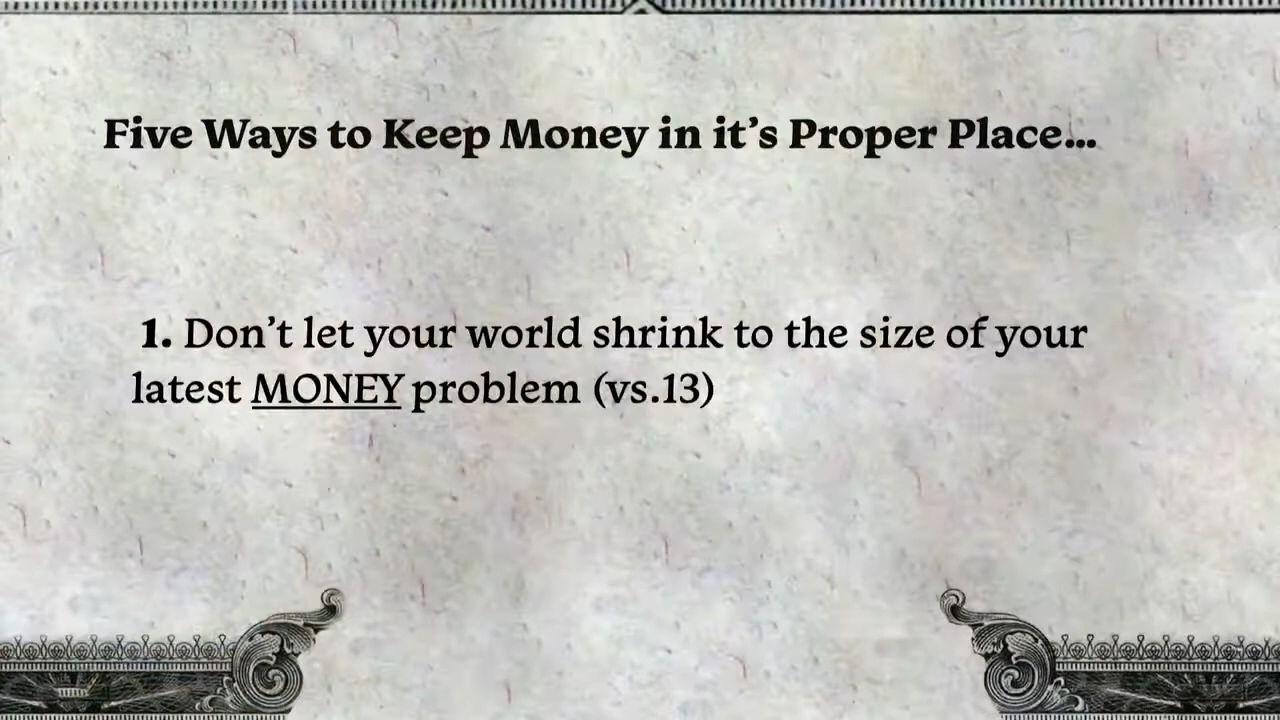 Five Ways to Keep Money in it’s Proper Place...
1. Don’t let your world shrink to the size of your
latest MONEY problem (vs.13)